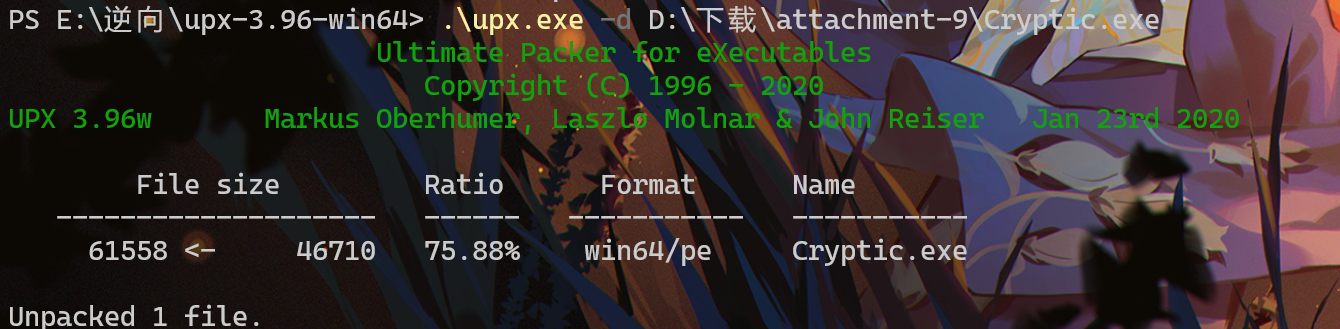 PS E:\逆向\upx-3.96-win64> .\upx.exe -d D:\下载\attachment-9\Cryptic.exe
Ultimate Packer for eXecutables
Copyright (C) 1996 - 2020
UPX 3.96w Markus Oberhumer, Laszlo Molnar & John Reiser Jan 23rd 2020
File size Ratio Format Name
-------------------- ------ ----------- -----------
61558 <- 46710 75.88% win64/pe Cryptic.exe
Unpacked 1 file.